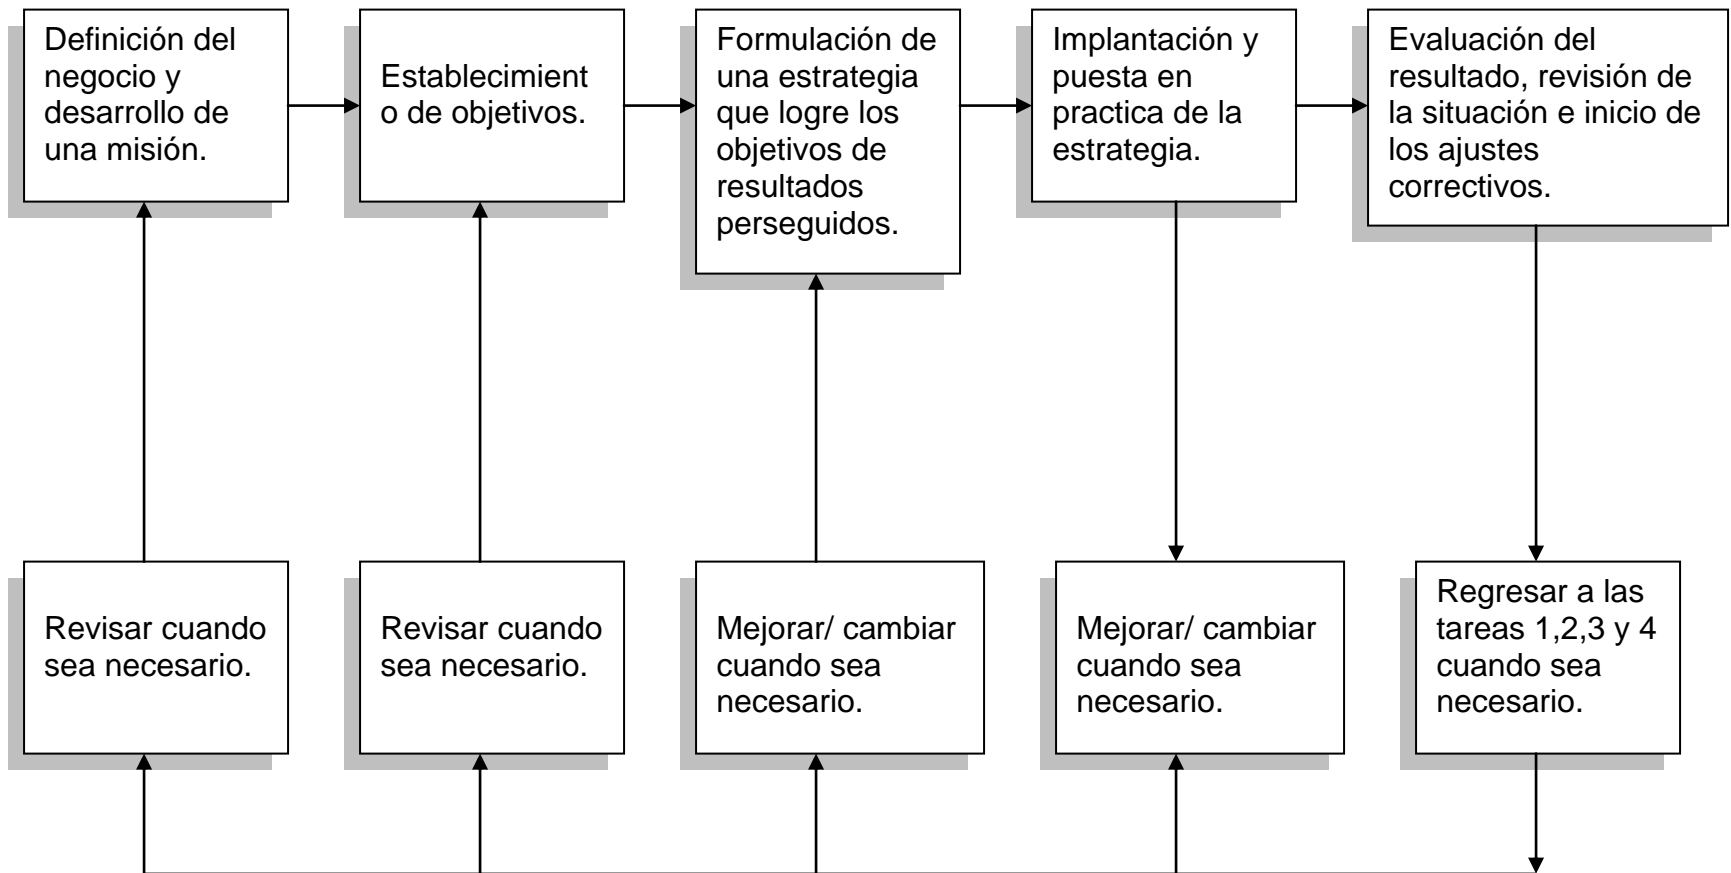 Definición del
negocio y
desarrollo de
una misión.
Establecimient
o de objetivos.
Formulación de
una estrategia
que logre los
objetivos de
resultados
perseguidos.
Implantación y
puesta en
practica de la
estrategia.
Evaluación del
resultado, revisión de
la situación e inicio de
los ajustes
correctivos.
Revisar cuando
sea necesario.
Revisar cuando
sea necesario.
Mejorar/ cambiar
cuando sea
necesario.
Mejorar/ cambiar
cuando sea
necesario.
Regresar a las
tareas 1,2,3 y 4
cuando sea
necesario.